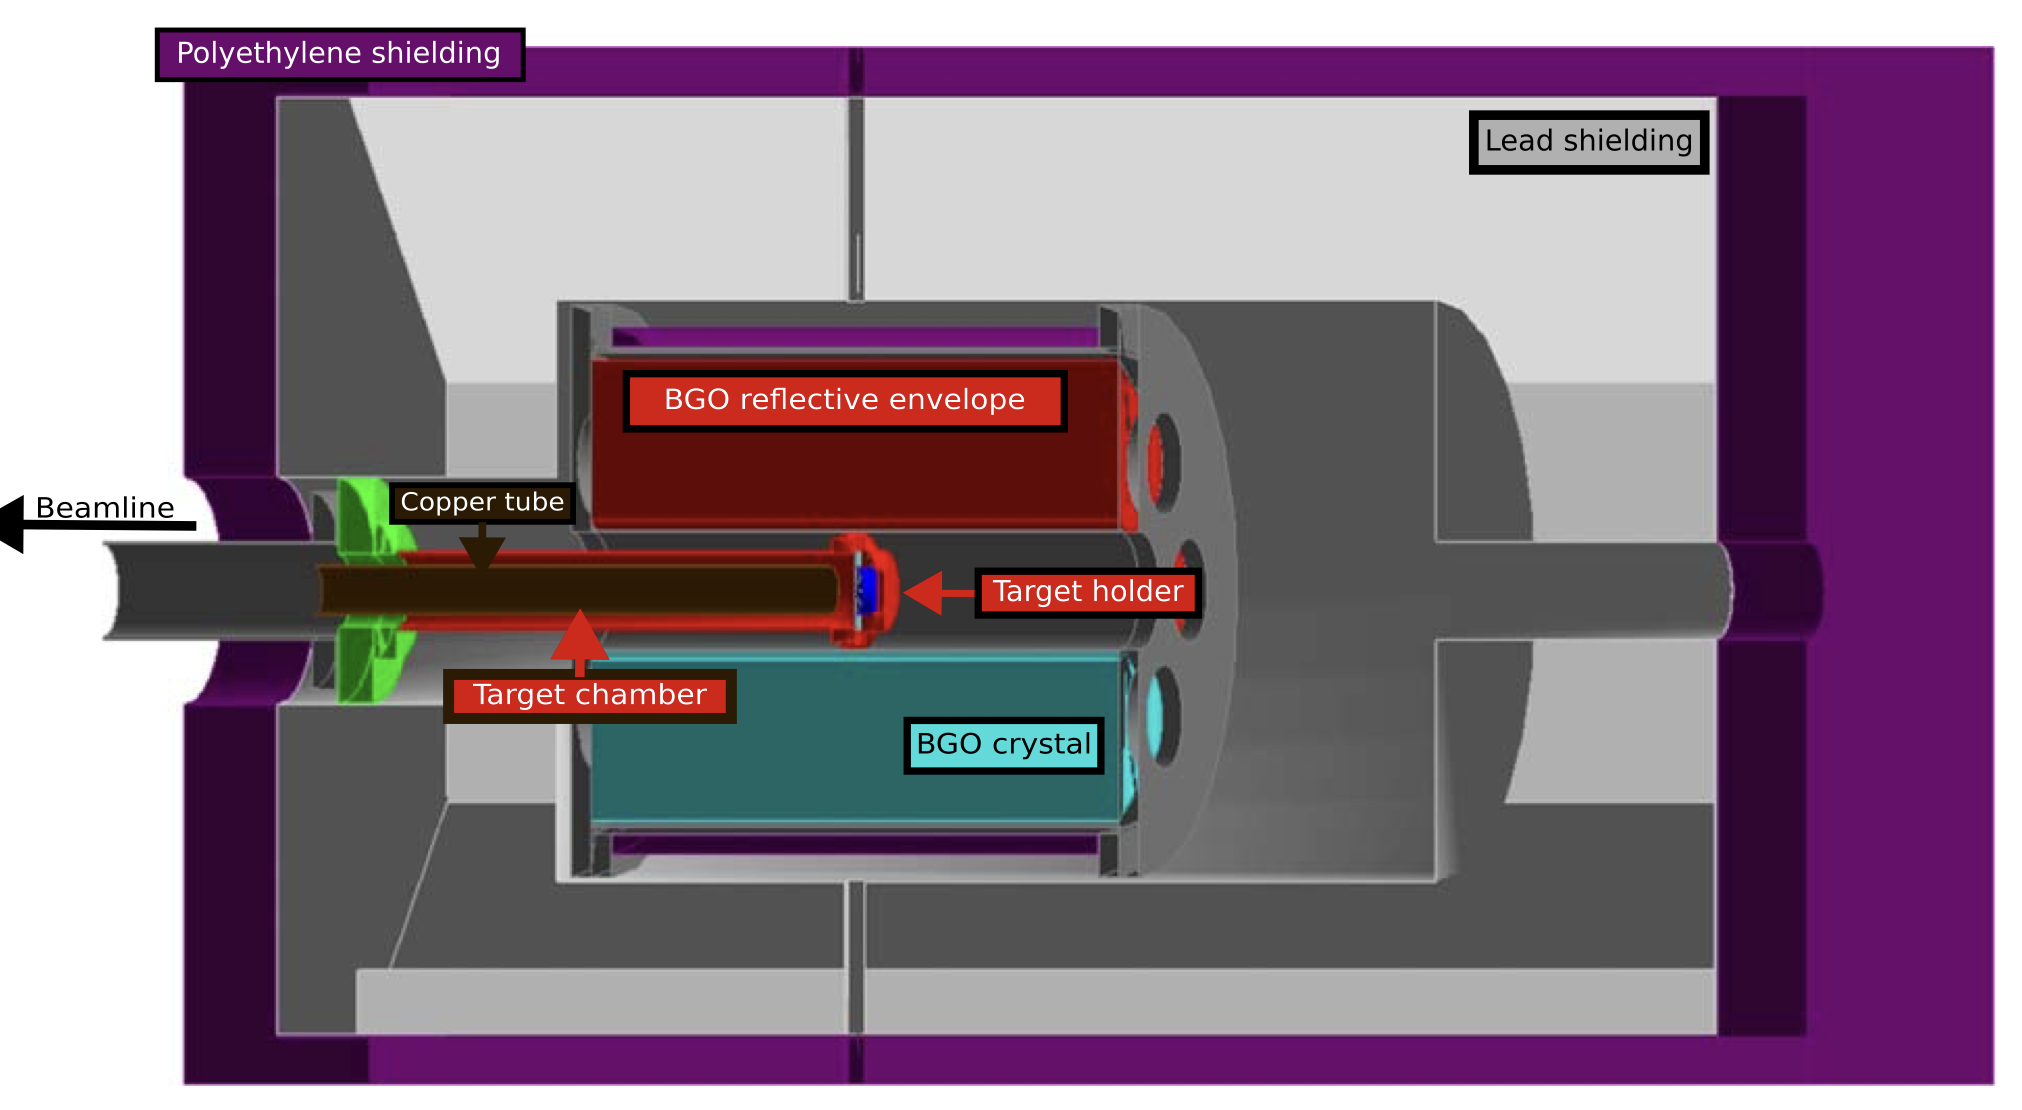 Polyethylene shielding
Lead shielding
BGO reflective envelope
Beamline
Copper tube
Target holder
Target chamber
BGO crystal